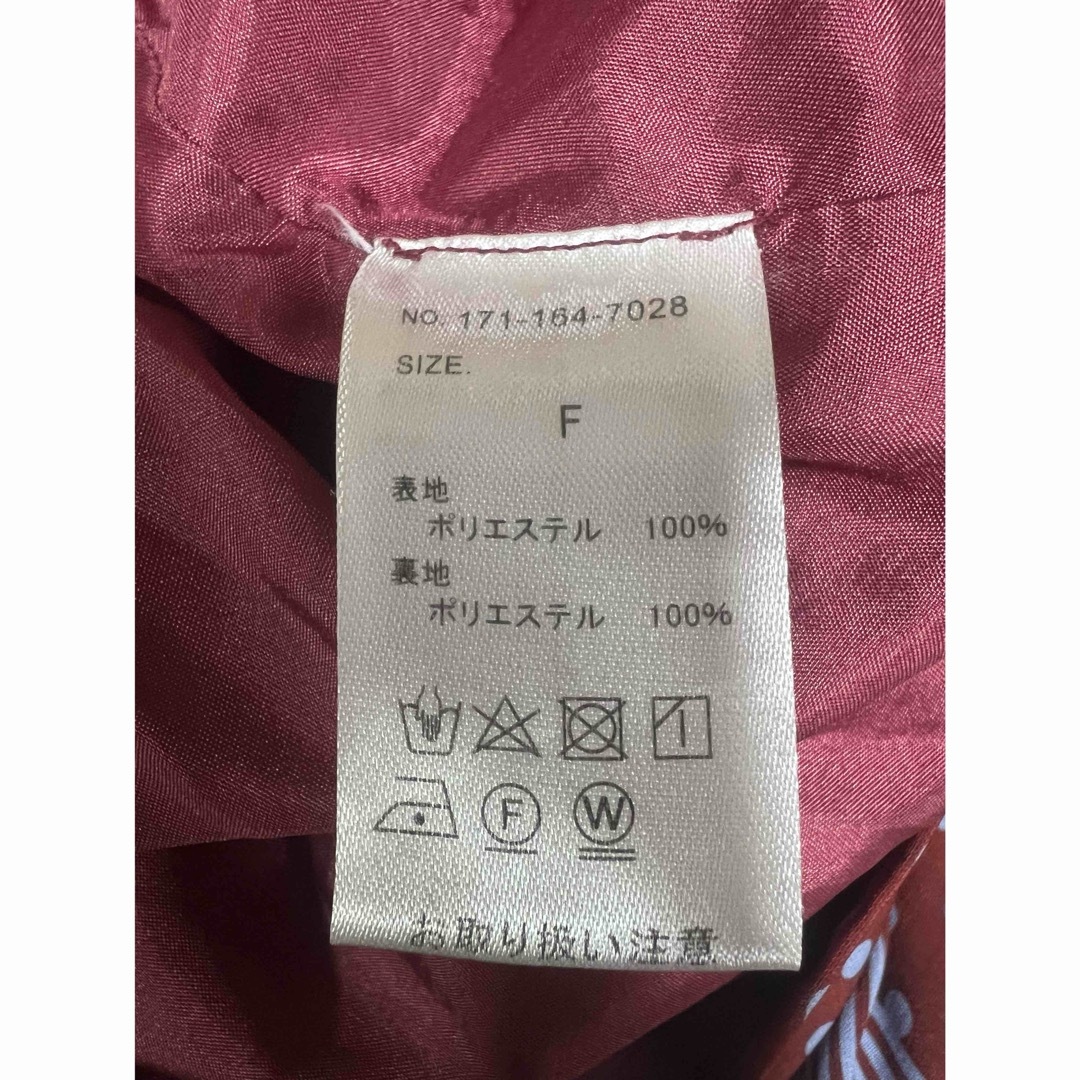 NO. 171-164-7028
SIZE.
F
表地
ポリエステル 100%
裏地
ポリエステル 100%
F W
お取り扱い注意